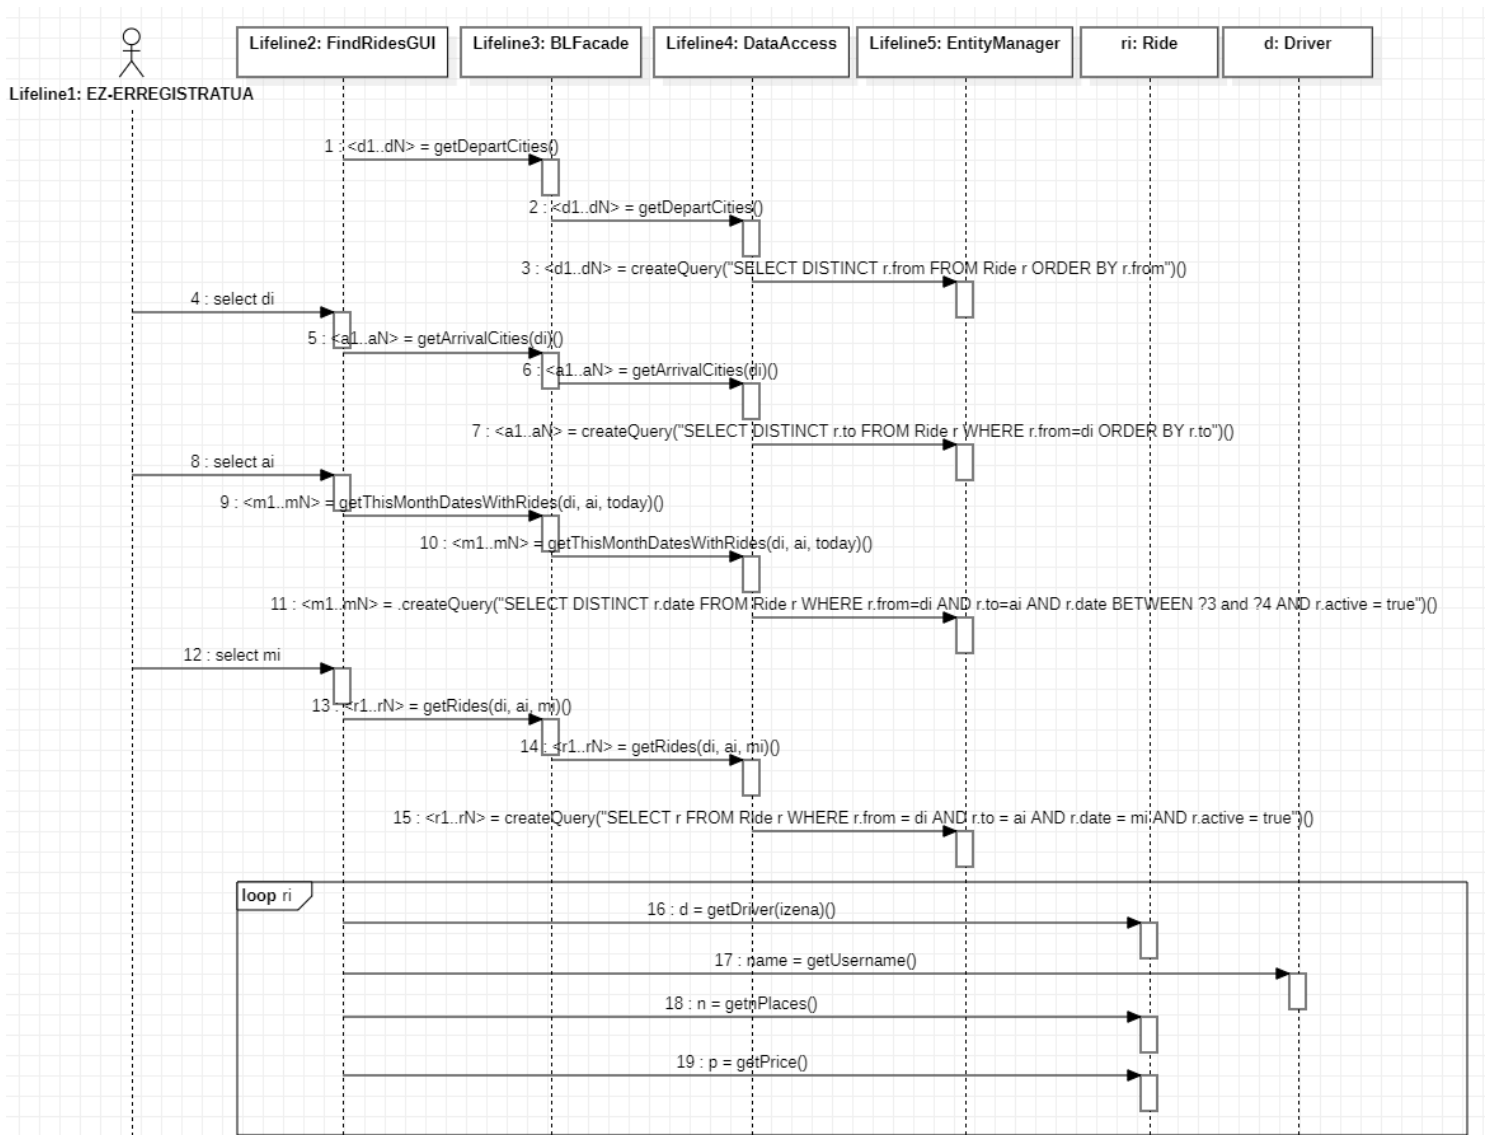 Lifeline2: FindRidesGUI
Lifeline3: BLFacade
Lifeline4: DataAccess
Lifeline5: EntityManager
ri: Ride
d: Driver
Lifeline1: EZ-ERREGISTRATUA
1 : <d1..dN> = getDepartCities()
2 : <d1..dN> = getDepartCities()
3 : <d1..dN> = createQuery("SELECT DISTINCT r.from FROM Ride r ORDER BY r.from")()
4 : select di
5 : <a1..aN> = getArrivalCities(di)()
6 : <a1..aN> = getArrivalCities(di)()
7 : <a1..aN> = createQuery("SELECT DISTINCT r.to FROM Ride r WHERE r.from=di ORDER BY r.to")()
8 : select ai
9 : <m1..mN> = getThisMonthDatesWithRides(di, ai, today)()
10 : <m1..mN> = getThisMonthDatesWithRides(di, ai, today)()
11 : <m1..mN> = .createQuery("SELECT DISTINCT r.date FROM Ride r WHERE r.from=di AND r.to=ai AND r.date BETWEEN ?3 and ?4 AND r.active = true")()
12 : select mi
13 : <r1..rN> = getRides(di, ai, mi)()
14 : <r1..rN> = getRides(di, ai, mi)()
15 : <r1..rN> = createQuery("SELECT r FROM Ride r WHERE r.from = di AND r.to = ai AND r.date = mi AND r.active = true")()
loop ri
16 : d = getDriver(izena)()
17 : name = getUsername()
18 : n = getnPlaces()
19 : p = getPrice()